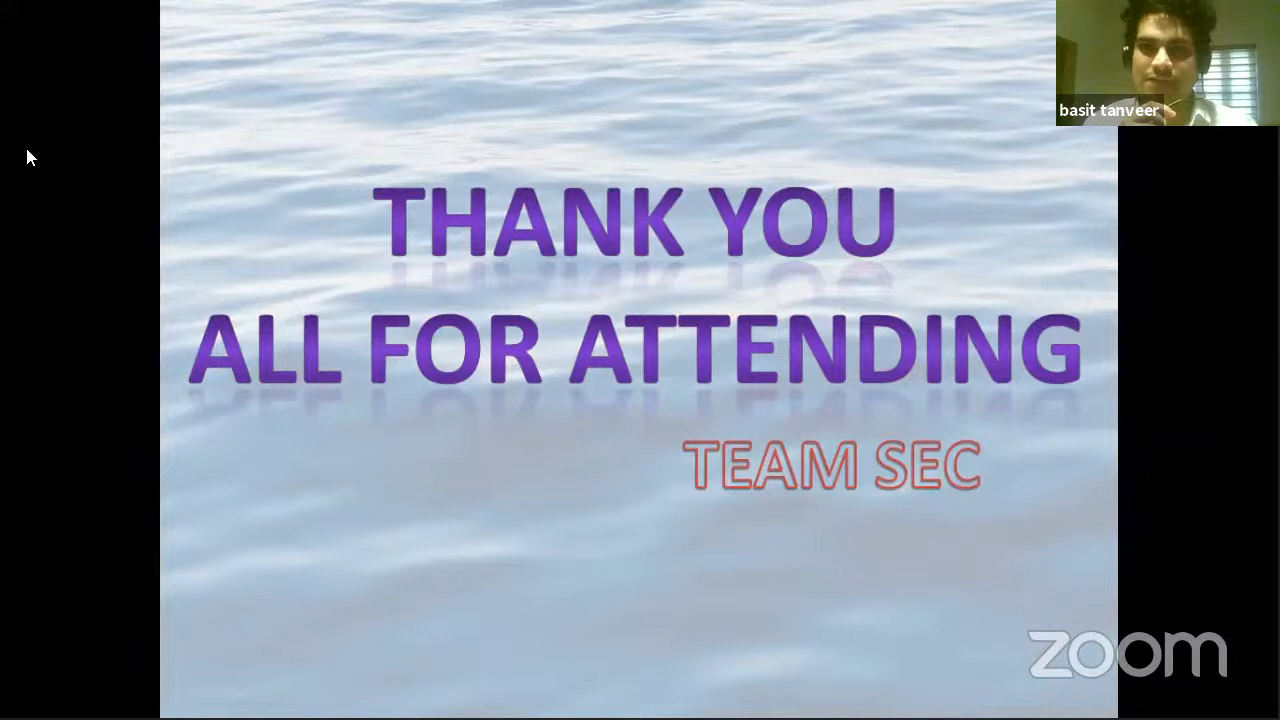 basit tanveer
THANK YOU
ALL FOR ATTENDING
TEAM SEC
zoom